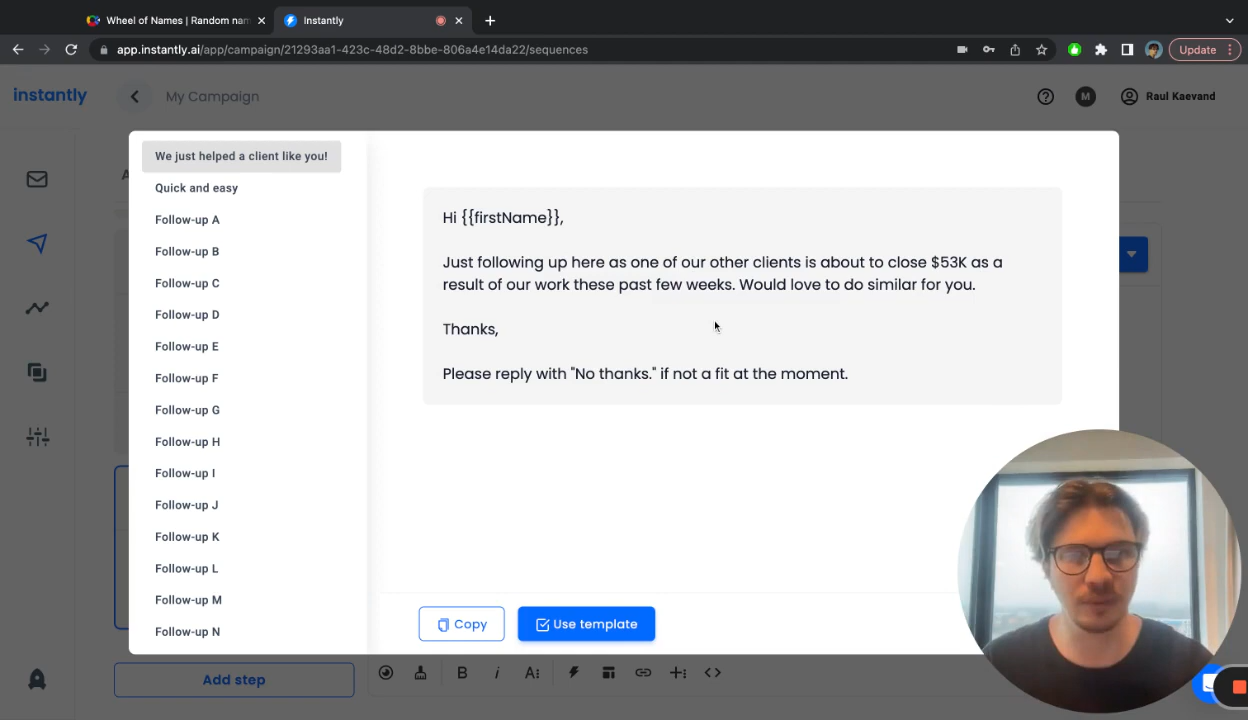 Wheel of Names | Random nam
Instantly
app.instantly.ai/app/campaign/21293aa1-423c-48d2-8bbe-806a4e14da22/sequences
Update
instantly
My Campaign
M
Raul Kaevand
A
We just helped a client like you!
Quick and easy
Follow-up A
Follow-up B
Follow-up C
Follow-up D
Follow-up E
Follow-up F
Follow-up G
Follow-up H
Follow-up I
Follow-up J
Follow-up K
Follow-up L
Follow-up M
Follow-up N
Hi {{firstName}},
Just following up here as one of our other clients is about to close $53K as a
result of our work these past few weeks. Would love to do similar for you.
Thanks,
Please reply with "No thanks." if not a fit at the moment.
Copy
Use template
Add step
B
i
A